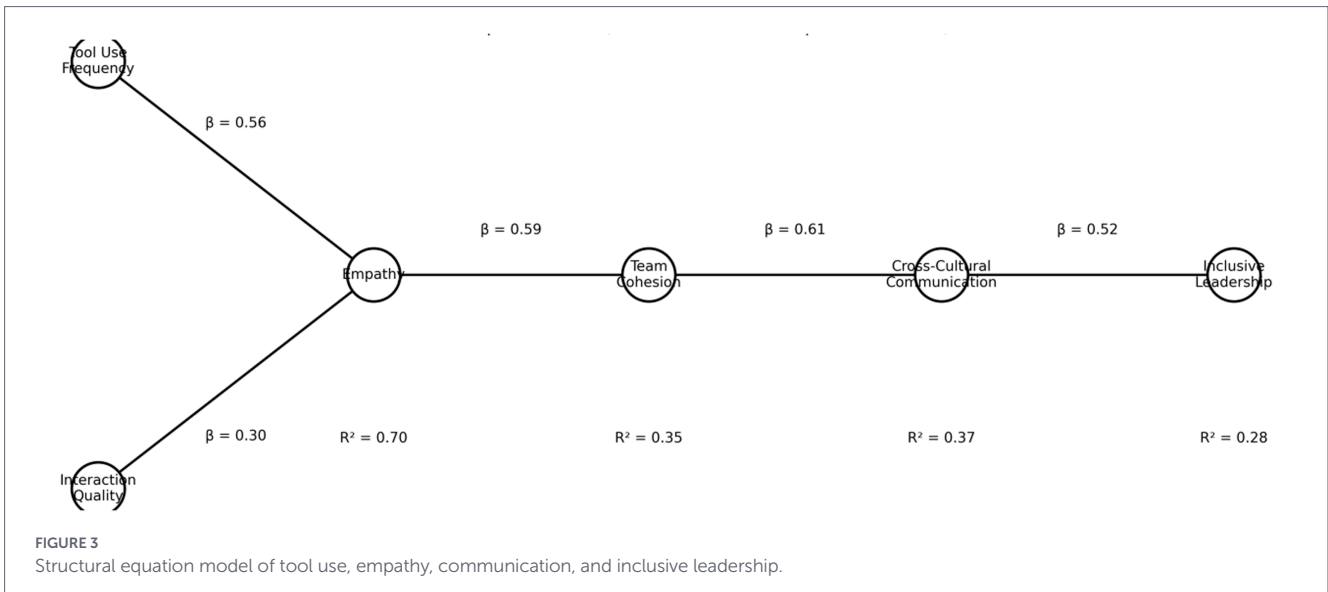 Tool Use
Frequency
β = 0.56
β = 0.59
β = 0.61
β = 0.52
Empathy
Team
Cohesion
Cross-Cultural
Communication
Inclusive
Leadership
β = 0.30
R² = 0.70
R² = 0.35
R² = 0.37
R² = 0.28
Interaction
Quality
FIGURE 3
Structural equation model of tool use, empathy, communication, and inclusive leadership.